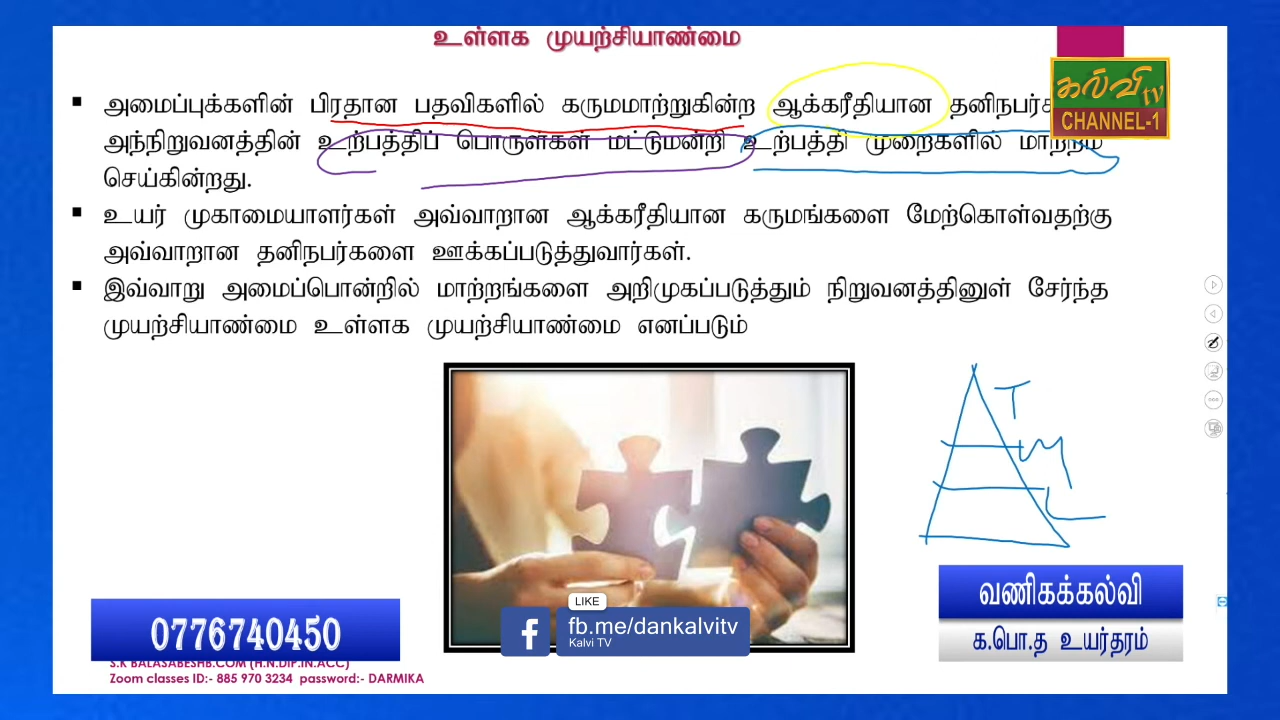 உள்ளக முயற்சியாண்மை
கல்வி tv
CHANNEL-1
▪ அமைப்புக்களின் பிரதான பதவிகளில் கருமமாற்றுகின்ற ஆக்கரீதியான
அந்நிறுவனத்தின் உற்பத்திப் பொருள்கள் மட்டுமன்றி உற்பத்தி முறைகளில் மாற்றம்
செய்கின்றது.
▪ உயர் முகாமையாளர்கள் அவ்வாறான ஆக்கரீதியான கருமங்களை மேற்கொள்வதற்கு
அவ்வாறான தனிநபர்களை ஊக்கப்படுத்துவார்கள்.
▪ இவ்வாறு அமைப்பொன்றில் மாற்றங்களை அறிமுகப்படுத்தும் நிறுவனத்தினுள் சேர்ந்த
முயற்சியாண்மை உள்ளக முயற்சியாண்மை எனப்படும்
T
M
L
வணிகக்கல்வி
க.பொ.த உயர்தரம்
LIKE
fb.me/dankalvitv
Kalvi TV
0776740450
S.K BALASABESHB.COM (H.N.DIP.IN.ACC)
Zoom classes ID:- 885 970 3234 password:- DARMIKA